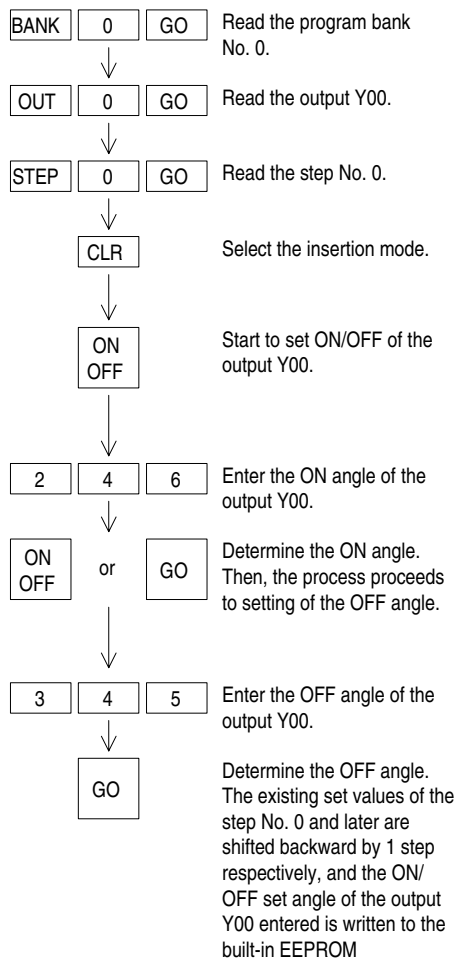 BANK 0 GO Read the program bank
No. 0.
OUT 0 GO Read the output Y00.
STEP 0 GO Read the step No. 0.
CLR Select the insertion mode.
ON Start to set ON/OFF of the
OFF output Y00.
2 4 6 Enter the ON angle of the
output Y00.
ON or GO Determine the ON angle.
OFF Then, the process proceeds
to setting of the OFF angle.
3 4 5 Enter the OFF angle of the
output Y00.
GO Determine the OFF angle.
The existing set values of the
step No. 0 and later are
shifted backward by 1 step
respectively, and the ON/
OFF set angle of the output
Y00 entered is written to the
built-in EEPROM